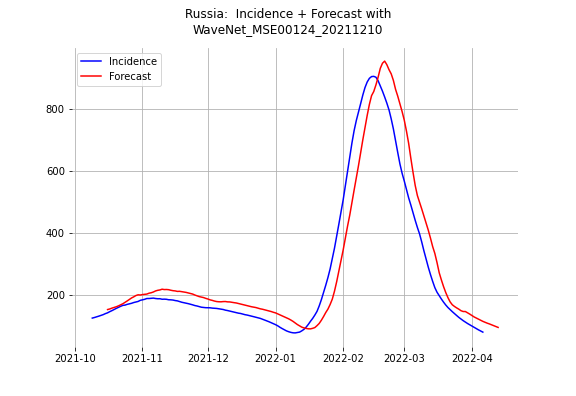 Russia:  Incidence + Forecast with
WaveNet_MSE00124_20211210
Incidence
Forecast
800
600
400
200
2021-10 2021-11 2021-12 2022-01 2022-02 2022-03 2022-04